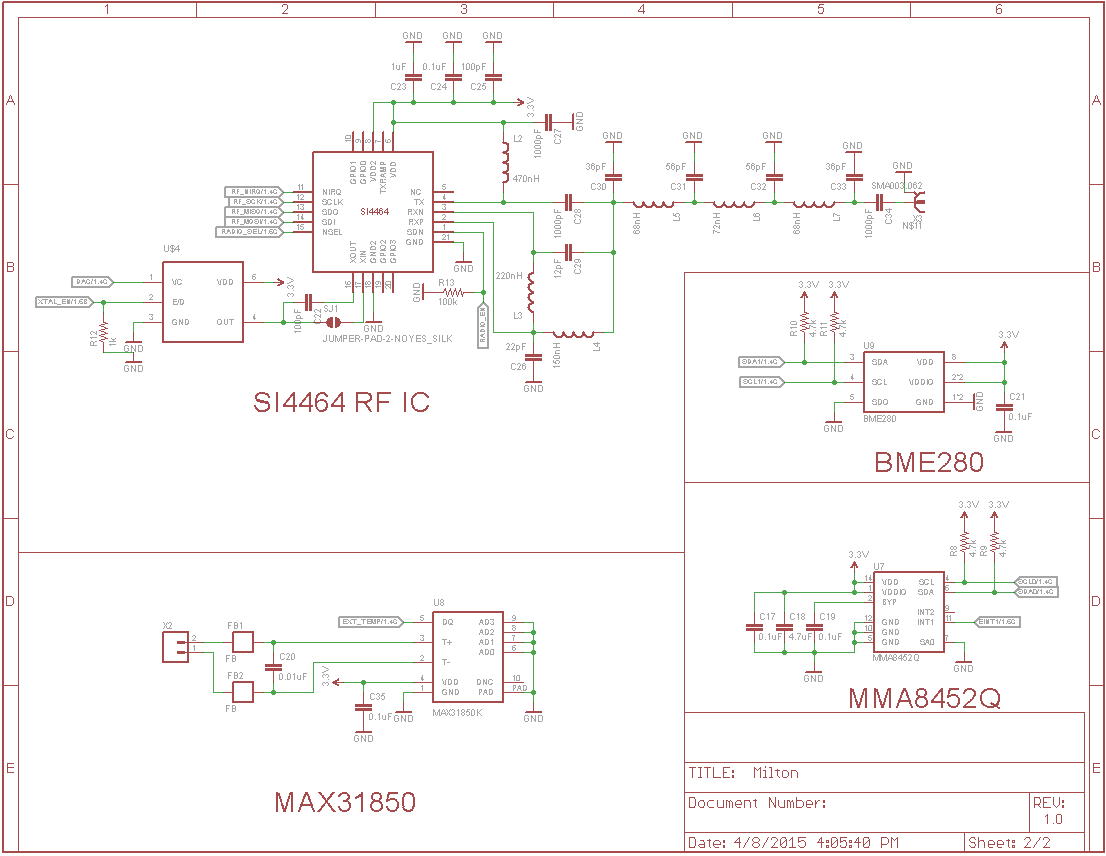 1 2 3 4 5 6
A
B
C
D
E
A
B
C
D
E
GND GND GND
1uF 0.1uF 100pF
C23 C24 C25
3.3V
1000pF
C27
GND
L2
470nH
10 9 8 7 6
GPIO1
GPIO0
VDD2
TXRAMP
VDD
RF_NIRQ/1.4C 11 NIRQ
RF_SCK/1.4C 12 SCLK
RF_MISO/1.4C 13 SDO
RF_MOSI/1.4C 14 SDI
RADIO_SEL/1.6C 15 NSEL
SI4464
NC 5
TX 4
RXN 3
RXP 2
SDN 1
GND 21
XOUT
XIN
GND2
GPIO2
GPIO3
16 17 18 19 20
GND
GND
R13
100k
RADIO_EN
GND
1000pF
C28
12pF
C29
220nH
L3
22pF
C26
GND
150nH
L4
GND GND GND GND
36pF 56pF 56pF 36pF
C30 C31 C32 C33
68nH
L5
72nH
L6
68nH
L7
1000pF
C34
GND
SMA003.062
X3
N$11
U$4
DAC/1.4C 1 VC
XTAL_EN/1.6B 2 E/D
3 GND
VDD 6
OUT 4
3.3V
R12
1k
GND
GND
100pF
C22
SJ1
JUMPER-PAD-2-NOYES_SILK
SI4464 RF IC
3.3V 3.3V
R10
4.7k
R11
4.7k
U9
SDA1/1.4C 3 SDA
SCL1/1.4C 4 SCL
5 SDO
VDD 8
VDDIO 2*2
GND 1*2
BME280
GND
3.3V
GND
C21
0.1uF
GND
BME280
3.3V 3.3V
R8
4.7k
R9
4.7k
3.3V
U7
14 VDD
1 VDDIO
2 BYP
12 GND
10 GND
5 GND
SCL 4
SDA 6
INT2 9
INT1 11
SA0 7
SCL0/1.4C
SDA0/1.4C
EINT1/1.6C
C17 C18 C19
0.1uF 4.7uF 0.1uF
GND
GND
MMA8452Q
MMA8452Q
X2
2
1
FB1
FB
FB2
FB
C20
0.01uF
EXT_TEMP/1.4C
3.3V
C35
0.1uF
GND
GND
U8
5 DQ
3 T+
2 T-
4 VDD
1 GND
AD3 9
AD2 8
AD1 7
AD0 6
DNC 10
PAD PAD
MAX31850K
GND
MAX31850
TITLE: Milton
Document Number:
REV:
1.0
Date: 4/8/2015 4:05:40 PM
Sheet: 2/2